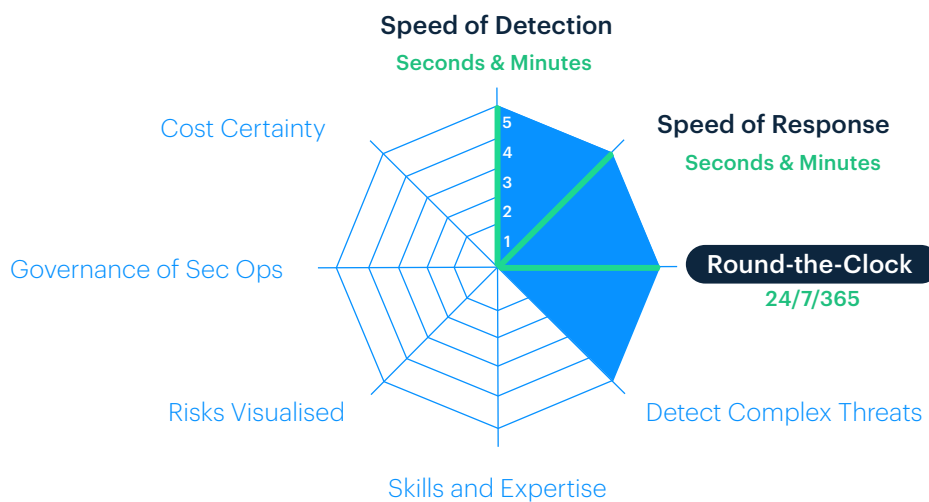 Speed of Detection
Seconds & Minutes
Cost Certainty
Speed of Response
Seconds & Minutes
5
4
3
2
1
Governance of Sec Ops
Round-the-Clock
24/7/365
Risks Visualised
Detect Complex Threats
Skills and Expertise